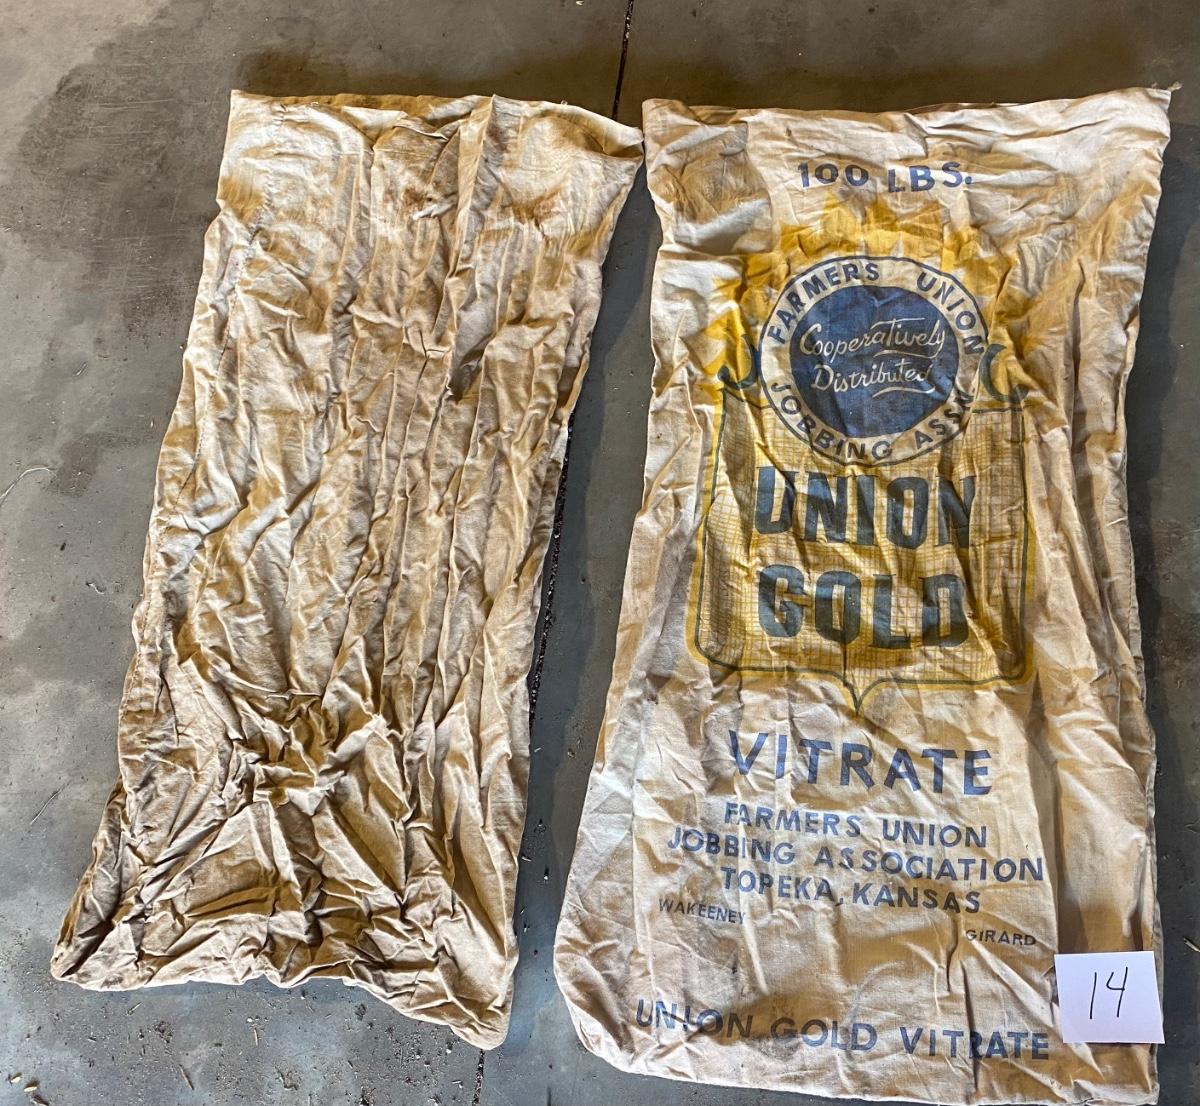 100 LBS.
FARMERS UNION
Cooperatively
Distributed
JOBBING ASS'N
UNION
GOLD
VITRATE
FARMERS UNION
JOBBING ASSOCIATION
TOPEKA, KANSAS
WAKEENEY
GIRARD
UNION GOLD VITRATE
14